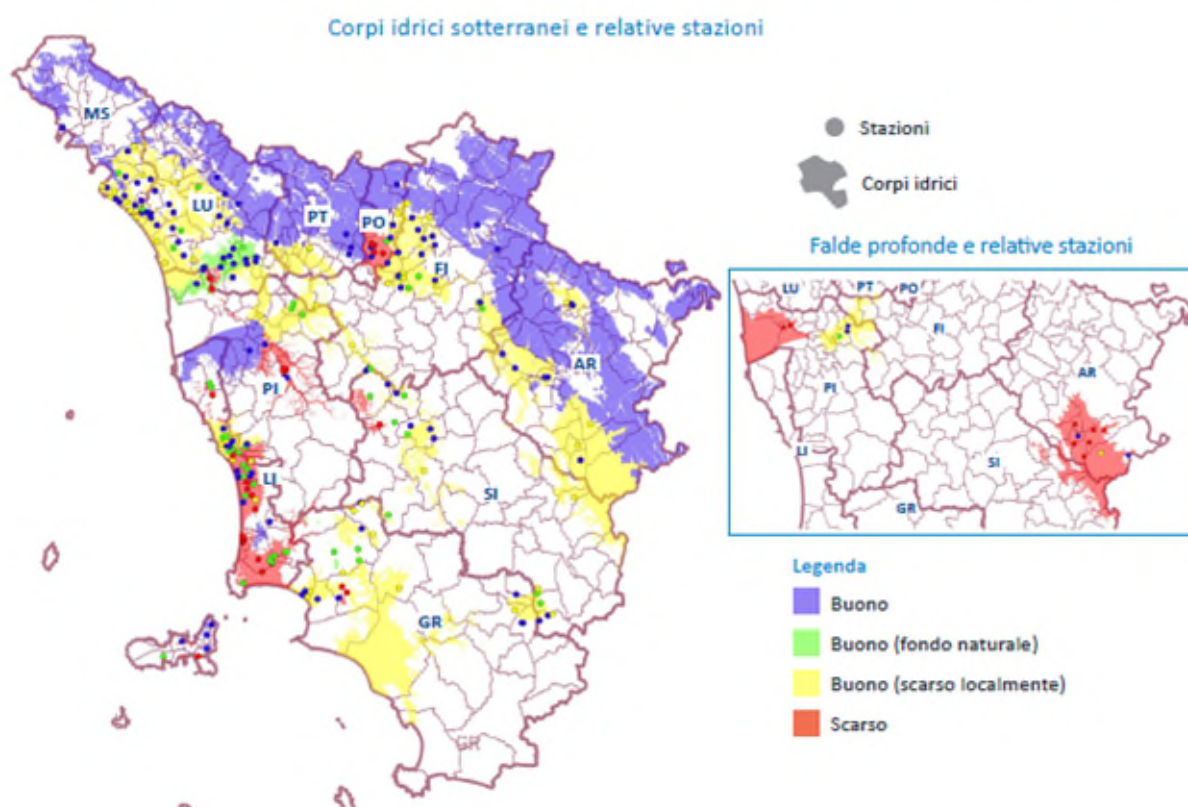 Corpi idrici sotterranei e relative stazioni
MS
LU
PT
PO
FI
AR
PI
LI
SI
GR
GR
Stazioni
Corpi idrici
Falde profonde e relative stazioni
LU
PT
PO
FI
AR
PI
LI
SI
GR
Legenda
Buono
Buono (fondo naturale)
Buono (scarso localmente)
Scarso